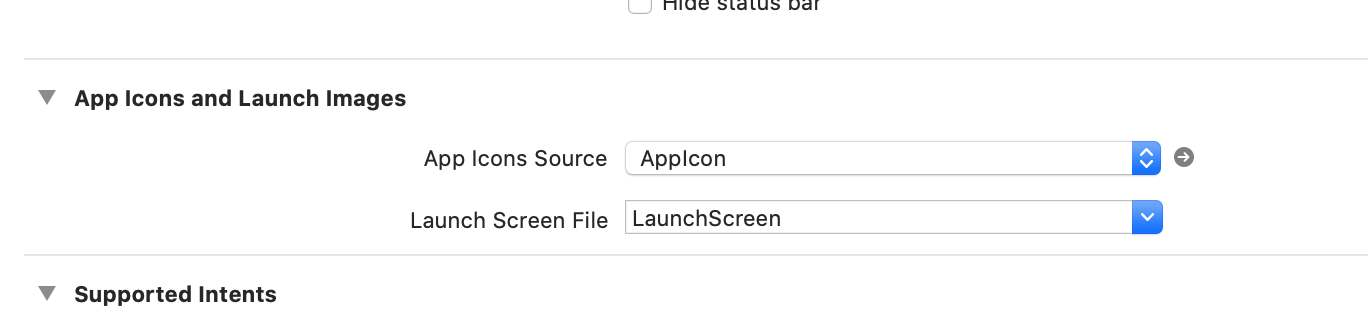 Hide status bar
App Icons and Launch Images
App Icons Source AppIcon
Launch Screen File LaunchScreen
Supported Intents